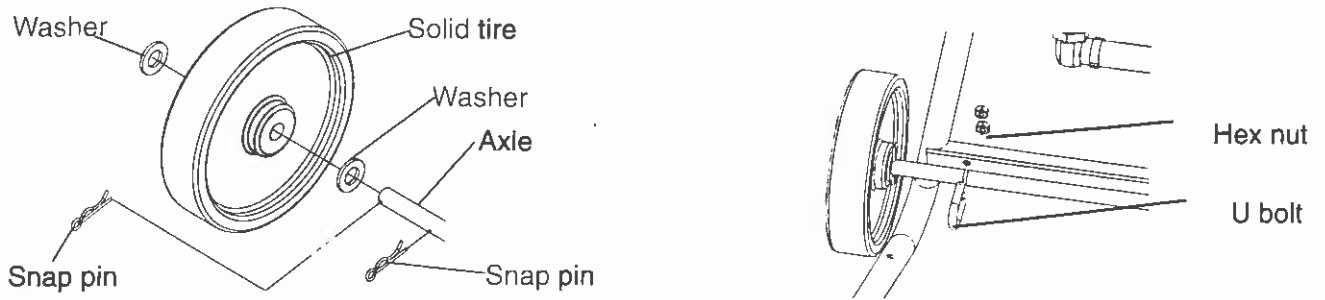 Washer
Solid tire
Washer
Axle
Snap pin
Snap pin
Hex nut
U bolt